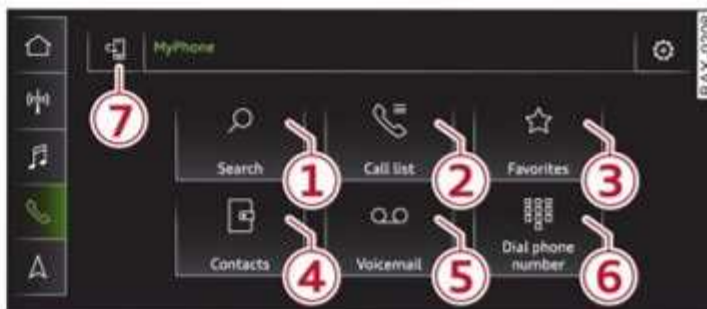 MyPhone
7
Search
1
Call list
2
Favorites
3
Contacts
4
Voicemail
5
Dial phone
number
6